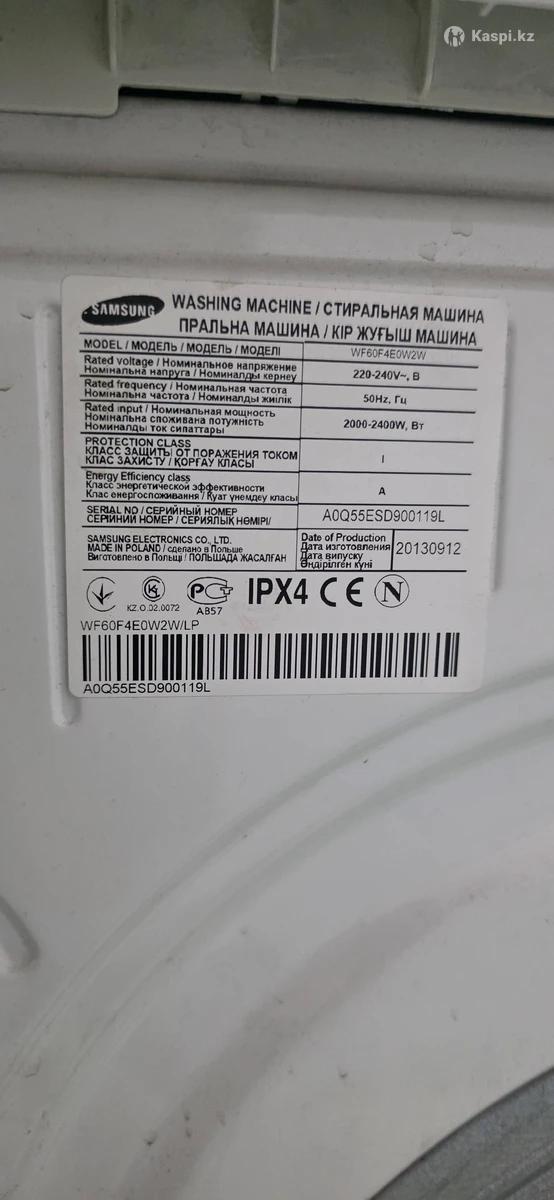 Kaspi.kz
SAMSUNG
WASHING MACHINE / СТИРАЛЬНАЯ МАШИНА
ПРАЛЬНА МАШИНА / КІР ЖУҒЫШ МАШИНА
MODEL / МОДЕЛЬ / МОДЕЛЬ / МОДЕЛІ
WF60F4E0W2W
Rated voltage / Номинальное напряжение
Номінальна напруга / Номиналды кернеу
220-240V~, В
Rated frequency / Номинальная частота
Номінальна частота / Номиналды жиілік
50Hz, Гц
Rated input / Номинальная мощность
Номінальна споживана потужність
Номиналды ток сипаттары
2000-2400W, Вт
PROTECTION CLASS
КЛАСС ЗАЩИТЫ ОТ ПОРАЖЕНИЯ ТОКОМ
КЛАС ЗАХИСТУ / ҚОРҒАУ КЛАСЫ
I
Energy Efficiency class
Класс энергетической эффективности
Клас енергоспоживання / Қуат үнемдеу класы
A
SERIAL NO / СЕРИЙНЫЙ НОМЕР
СЕРІЙНИЙ НОМЕР / СЕРИЯЛЫҚ НӨМІРІ/
A0Q55ESD900119L
SAMSUNG ELECTRONICS CO., LTD.
MADE IN POLAND / сделано в Польше
Виготовлено в Польщі / ПОЛЬШАДА ЖАСАЛҒАН
Date of Production
Дата изготовления
Дата випуску
Өндірілген күні
20130912
KZ.O.02.0072
АВ57
IPX4 CE N
WF60F4E0W2W/LP
A0Q55ESD900119L